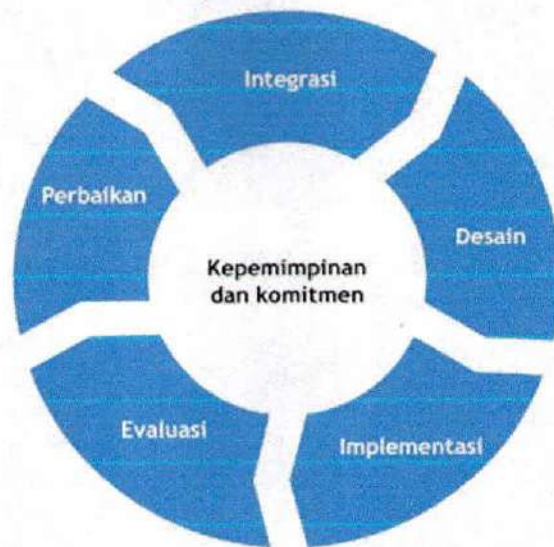 Integrasi
Desain
Implementasi
Evaluasi
Perbaikan
Kepemimpinan
dan komitmen